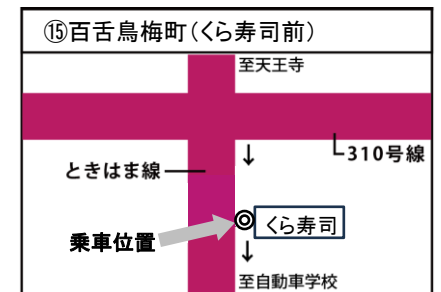 ⑮百舌鳥梅町(くら寿司前)
至天王寺
↓
310号線
ときはま線
◎
くら寿司
乗車位置
↓
至自動車学校